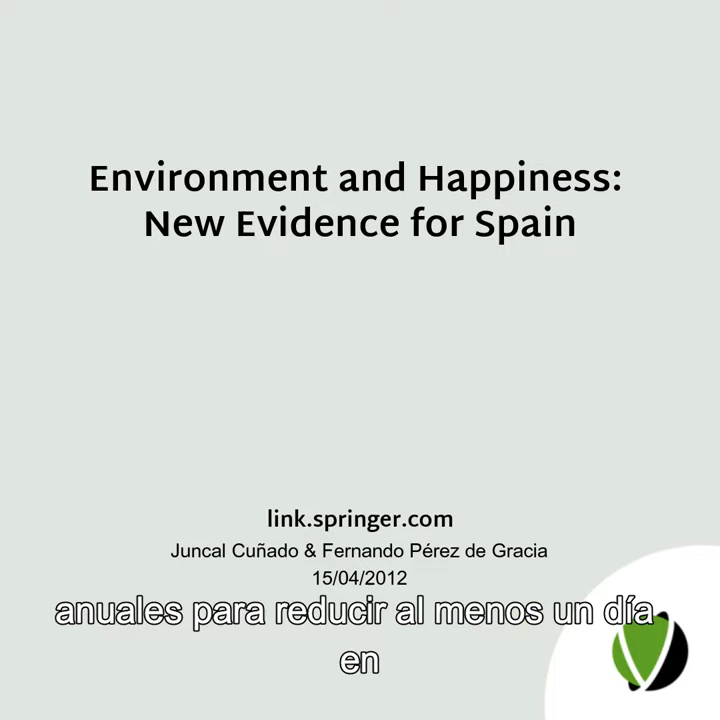 Environment and Happiness:
New Evidence for Spain
link.springer.com
Juncal Cuñado & Fernando Pérez de Gracia
15/04/2012
anuales para reducir al menos un día
en